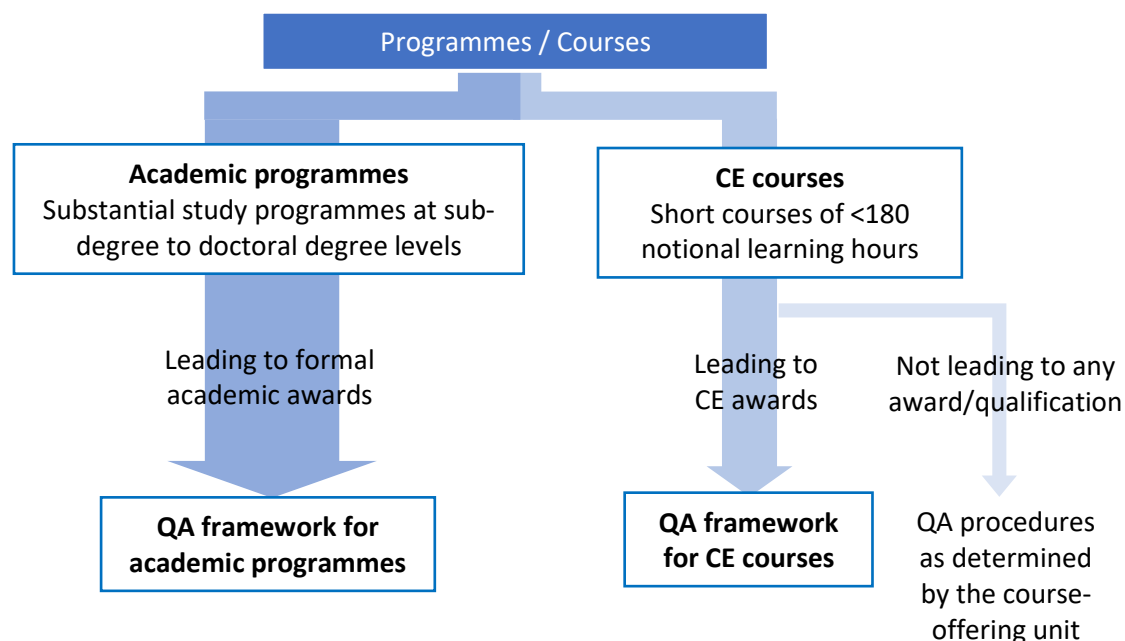 Programmes / Courses
Academic programmes
Substantial study programmes at sub-
degree to doctoral degree levels
CE courses
Short courses of <180
notional learning hours
Leading to formal
academic awards
Leading to
CE awards
Not leading to any
award/qualification
QA framework for
academic programmes
QA framework
for CE courses
QA procedures
as determined
by the course-
offering unit